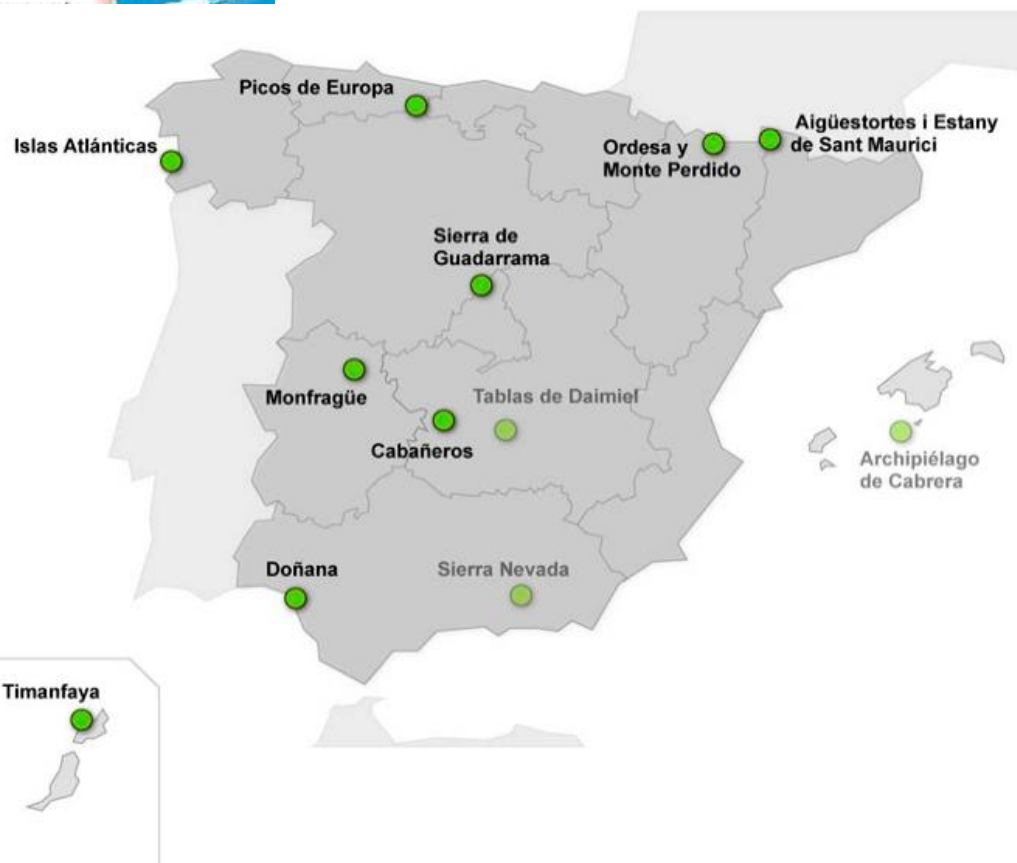 Picos de Europa
Islas Atlánticas
Aigüestortes i Estany
de Sant Maurici
Ordesa y
Monte Perdido
Sierra de
Guadarrama
Monfragüe
Tablas de Daimiel
Cabañeros
Archipiélago
de Cabrera
Doñana
Sierra Nevada
Timanfaya